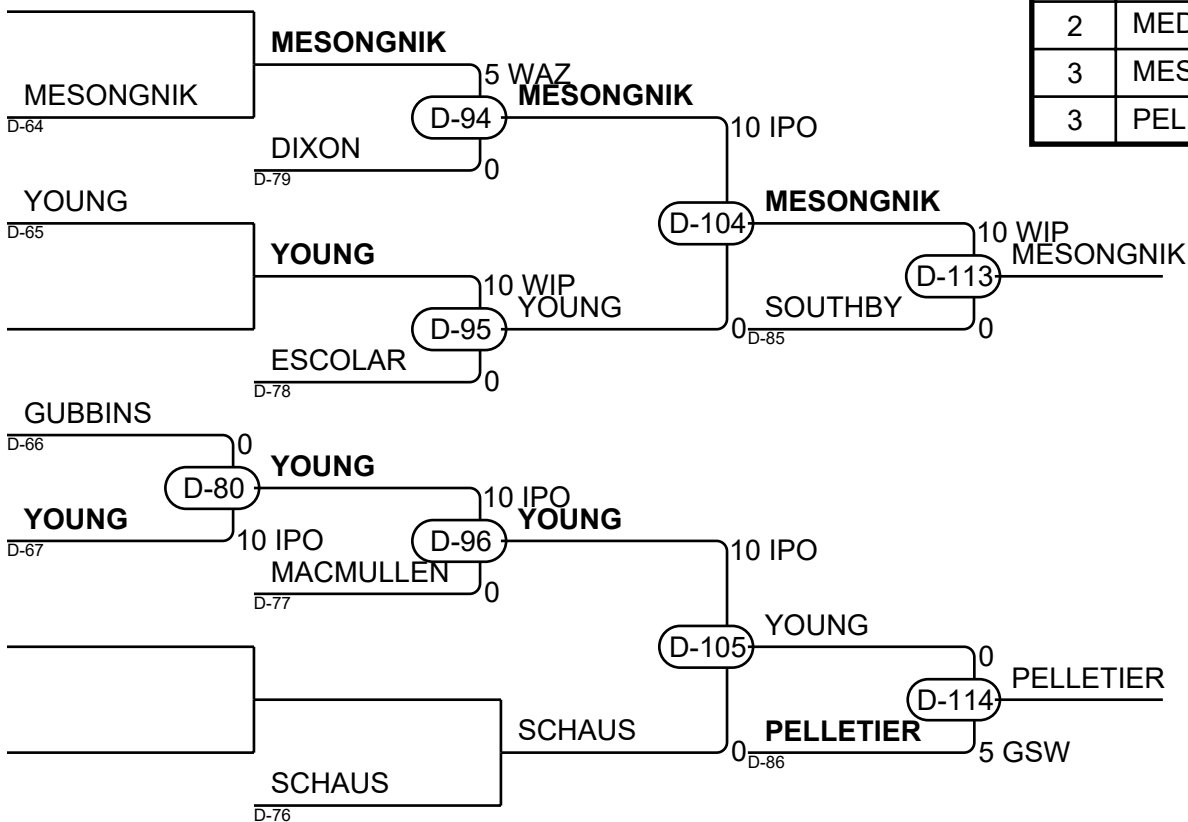 2 MED
MESONGNIK
5 WAZ
3 MES
MESONGNIK
MESONGNIK
D-64
D-94
10 IPO
3 PEL
DIXON
D-79
0
YOUNG
D-65
MESONGNIK
D-104
10 WIP
YOUNG
MESONGNIK
10 WIP
D-113
YOUNG
SOUTHBY
D-95
0
D-85
0
ESCOLAR
D-78
0
GUBBINS
D-66
0
YOUNG
D-80
10 IPO
YOUNG
YOUNG
D-67
10 IPO
D-96
10 IPO
MACMULLEN
D-77
0
YOUNG
D-105
0
PELLETIER
D-114
SCHAUS
PELLETIER
0
D-86
5 GSW
SCHAUS
D-76